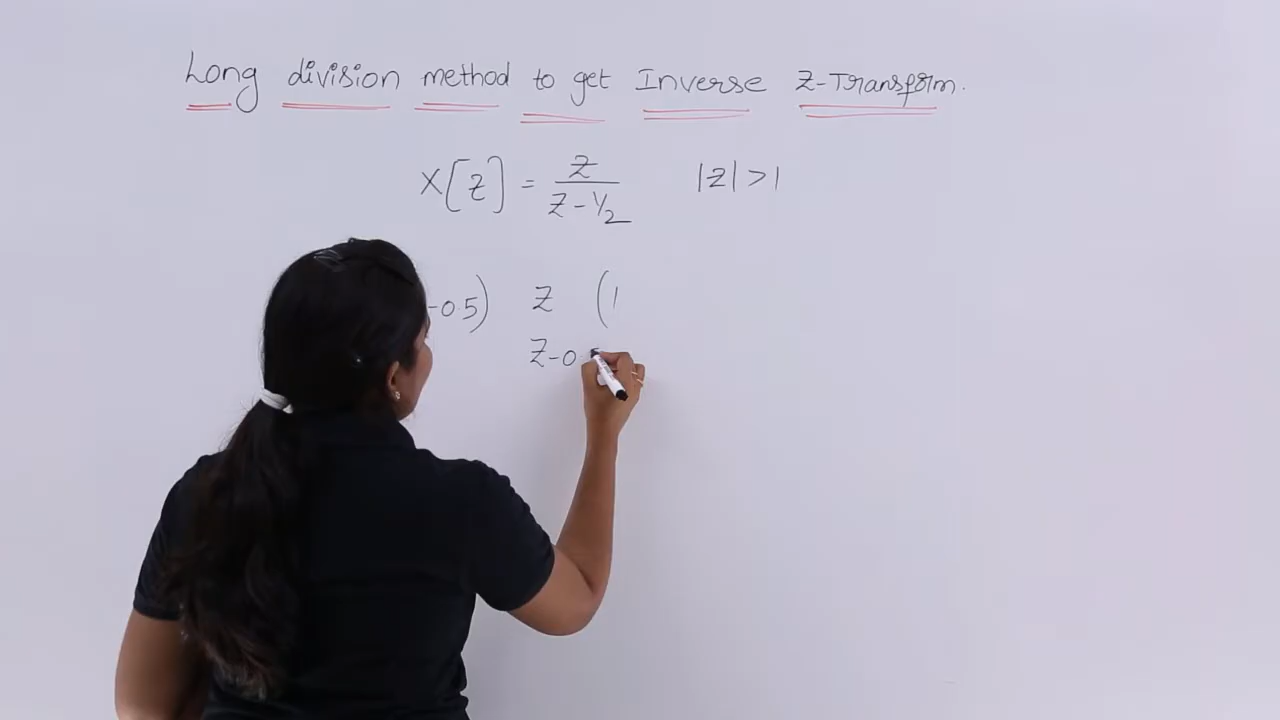 Long division method to get Inverse Z-Transform.
X[Z] = Z / Z - 1/2 |Z| > 1
-0.5) Z (1
Z-0